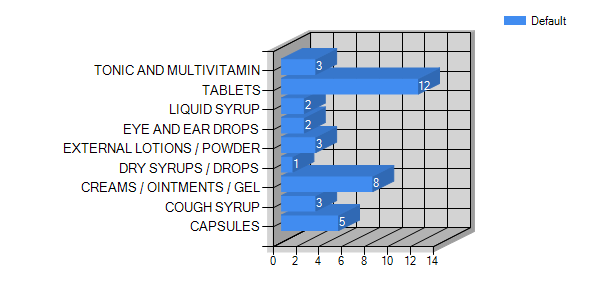 Default
TONIC AND MULTIVITAMIN 3
TABLETS 12
LIQUID SYRUP 2
EYE AND EAR DROPS 2
EXTERNAL LOTIONS / POWDER 3
DRY SYRUPS / DROPS 1
CREAMS / OINTMENTS / GEL 8
COUGH SYRUP 3
CAPSULES 5
0 2 4 6 8 10 12 14